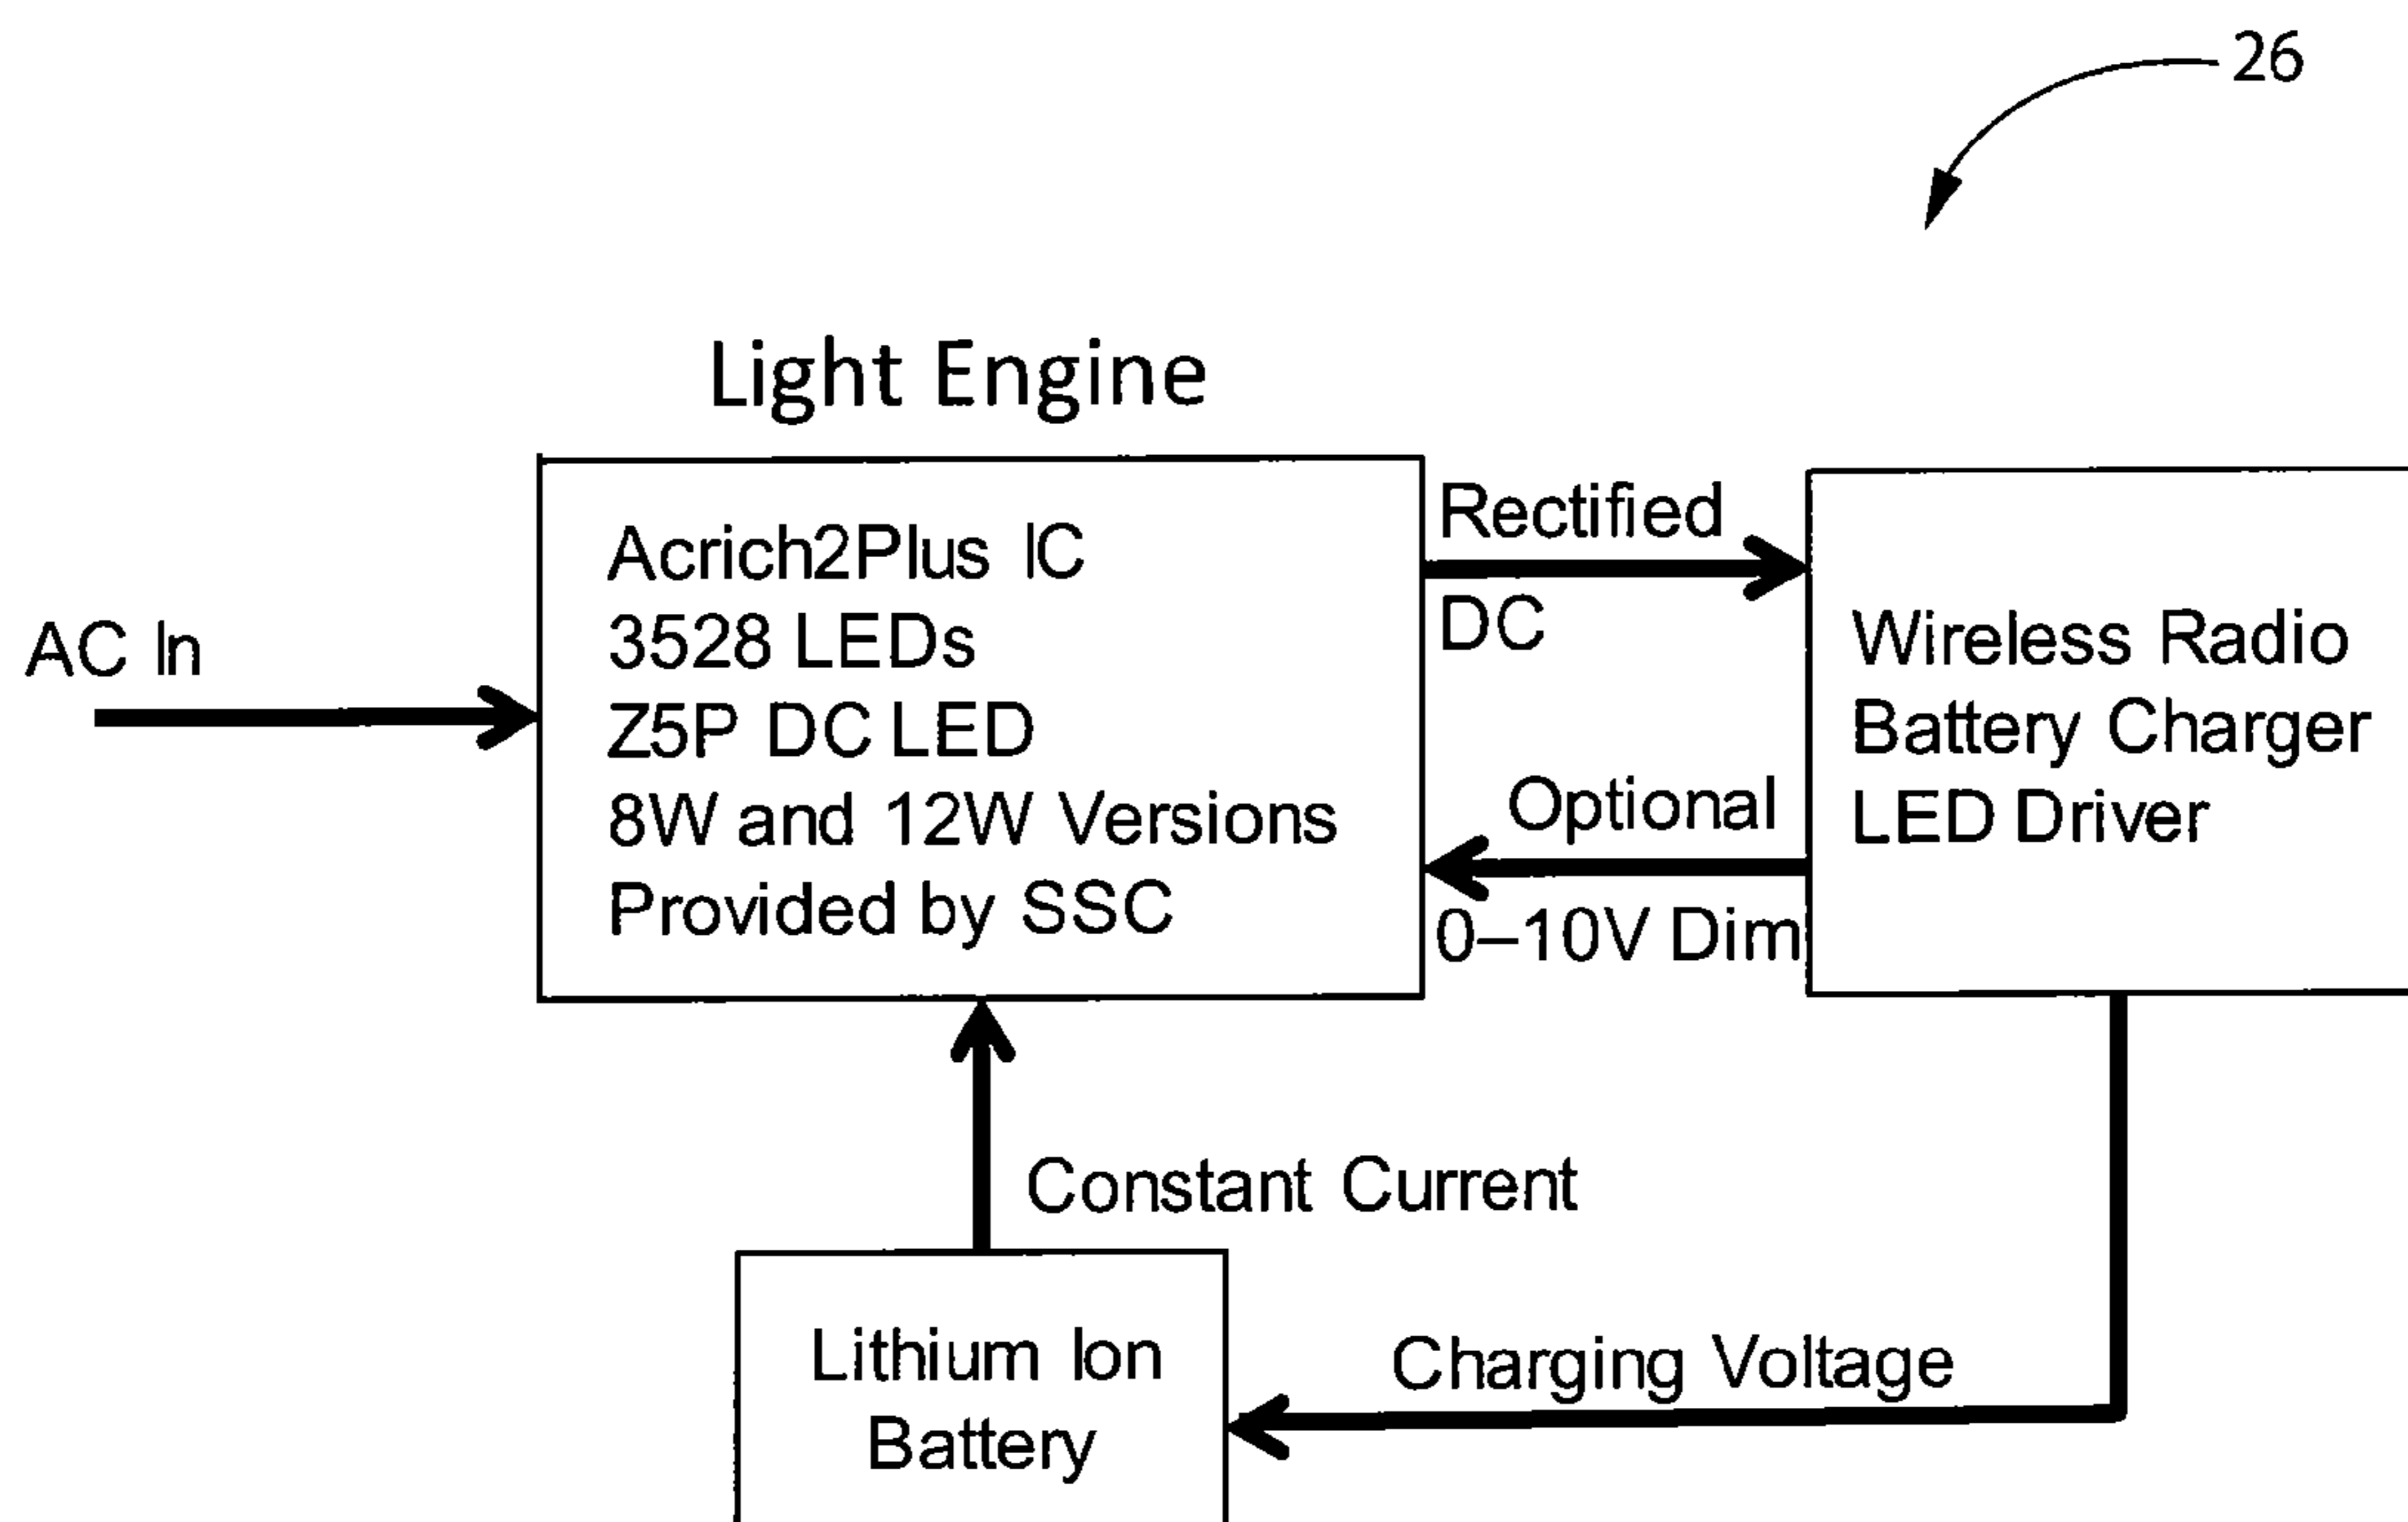 26
Light Engine
AC In
Acrich2Plus IC
3528 LEDs
Z5P DC LED
8W and 12W Versions
Provided by SSC
Rectified
DC
Optional
0–10V Dim
Wireless Radio
Battery Charger
LED Driver
Constant Current
Lithium Ion
Battery
Charging Voltage